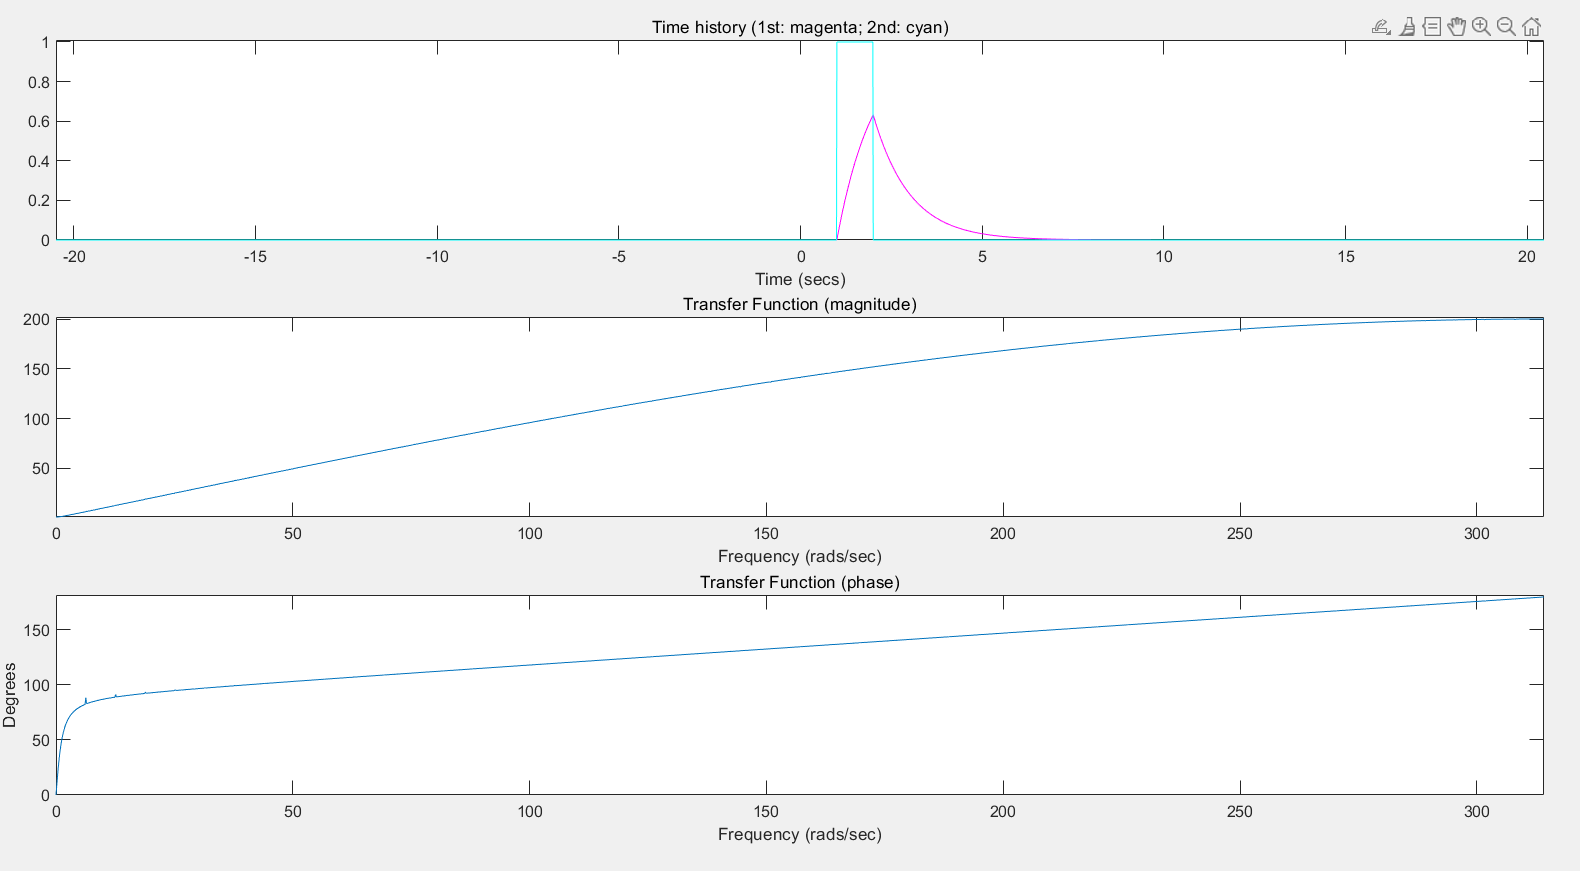 Time history (1st: magenta; 2nd: cyan)
1
0.8
0.6
0.4
0.2
0
-20 -15 -10 -5 0 5 10 15 20
Time (secs)
Transfer Function (magnitude)
200
150
100
50
0 50 100 150 200 250 300
Frequency (rads/sec)
Transfer Function (phase)
Degrees
150
100
50
0
0 50 100 150 200 250 300
Frequency (rads/sec)